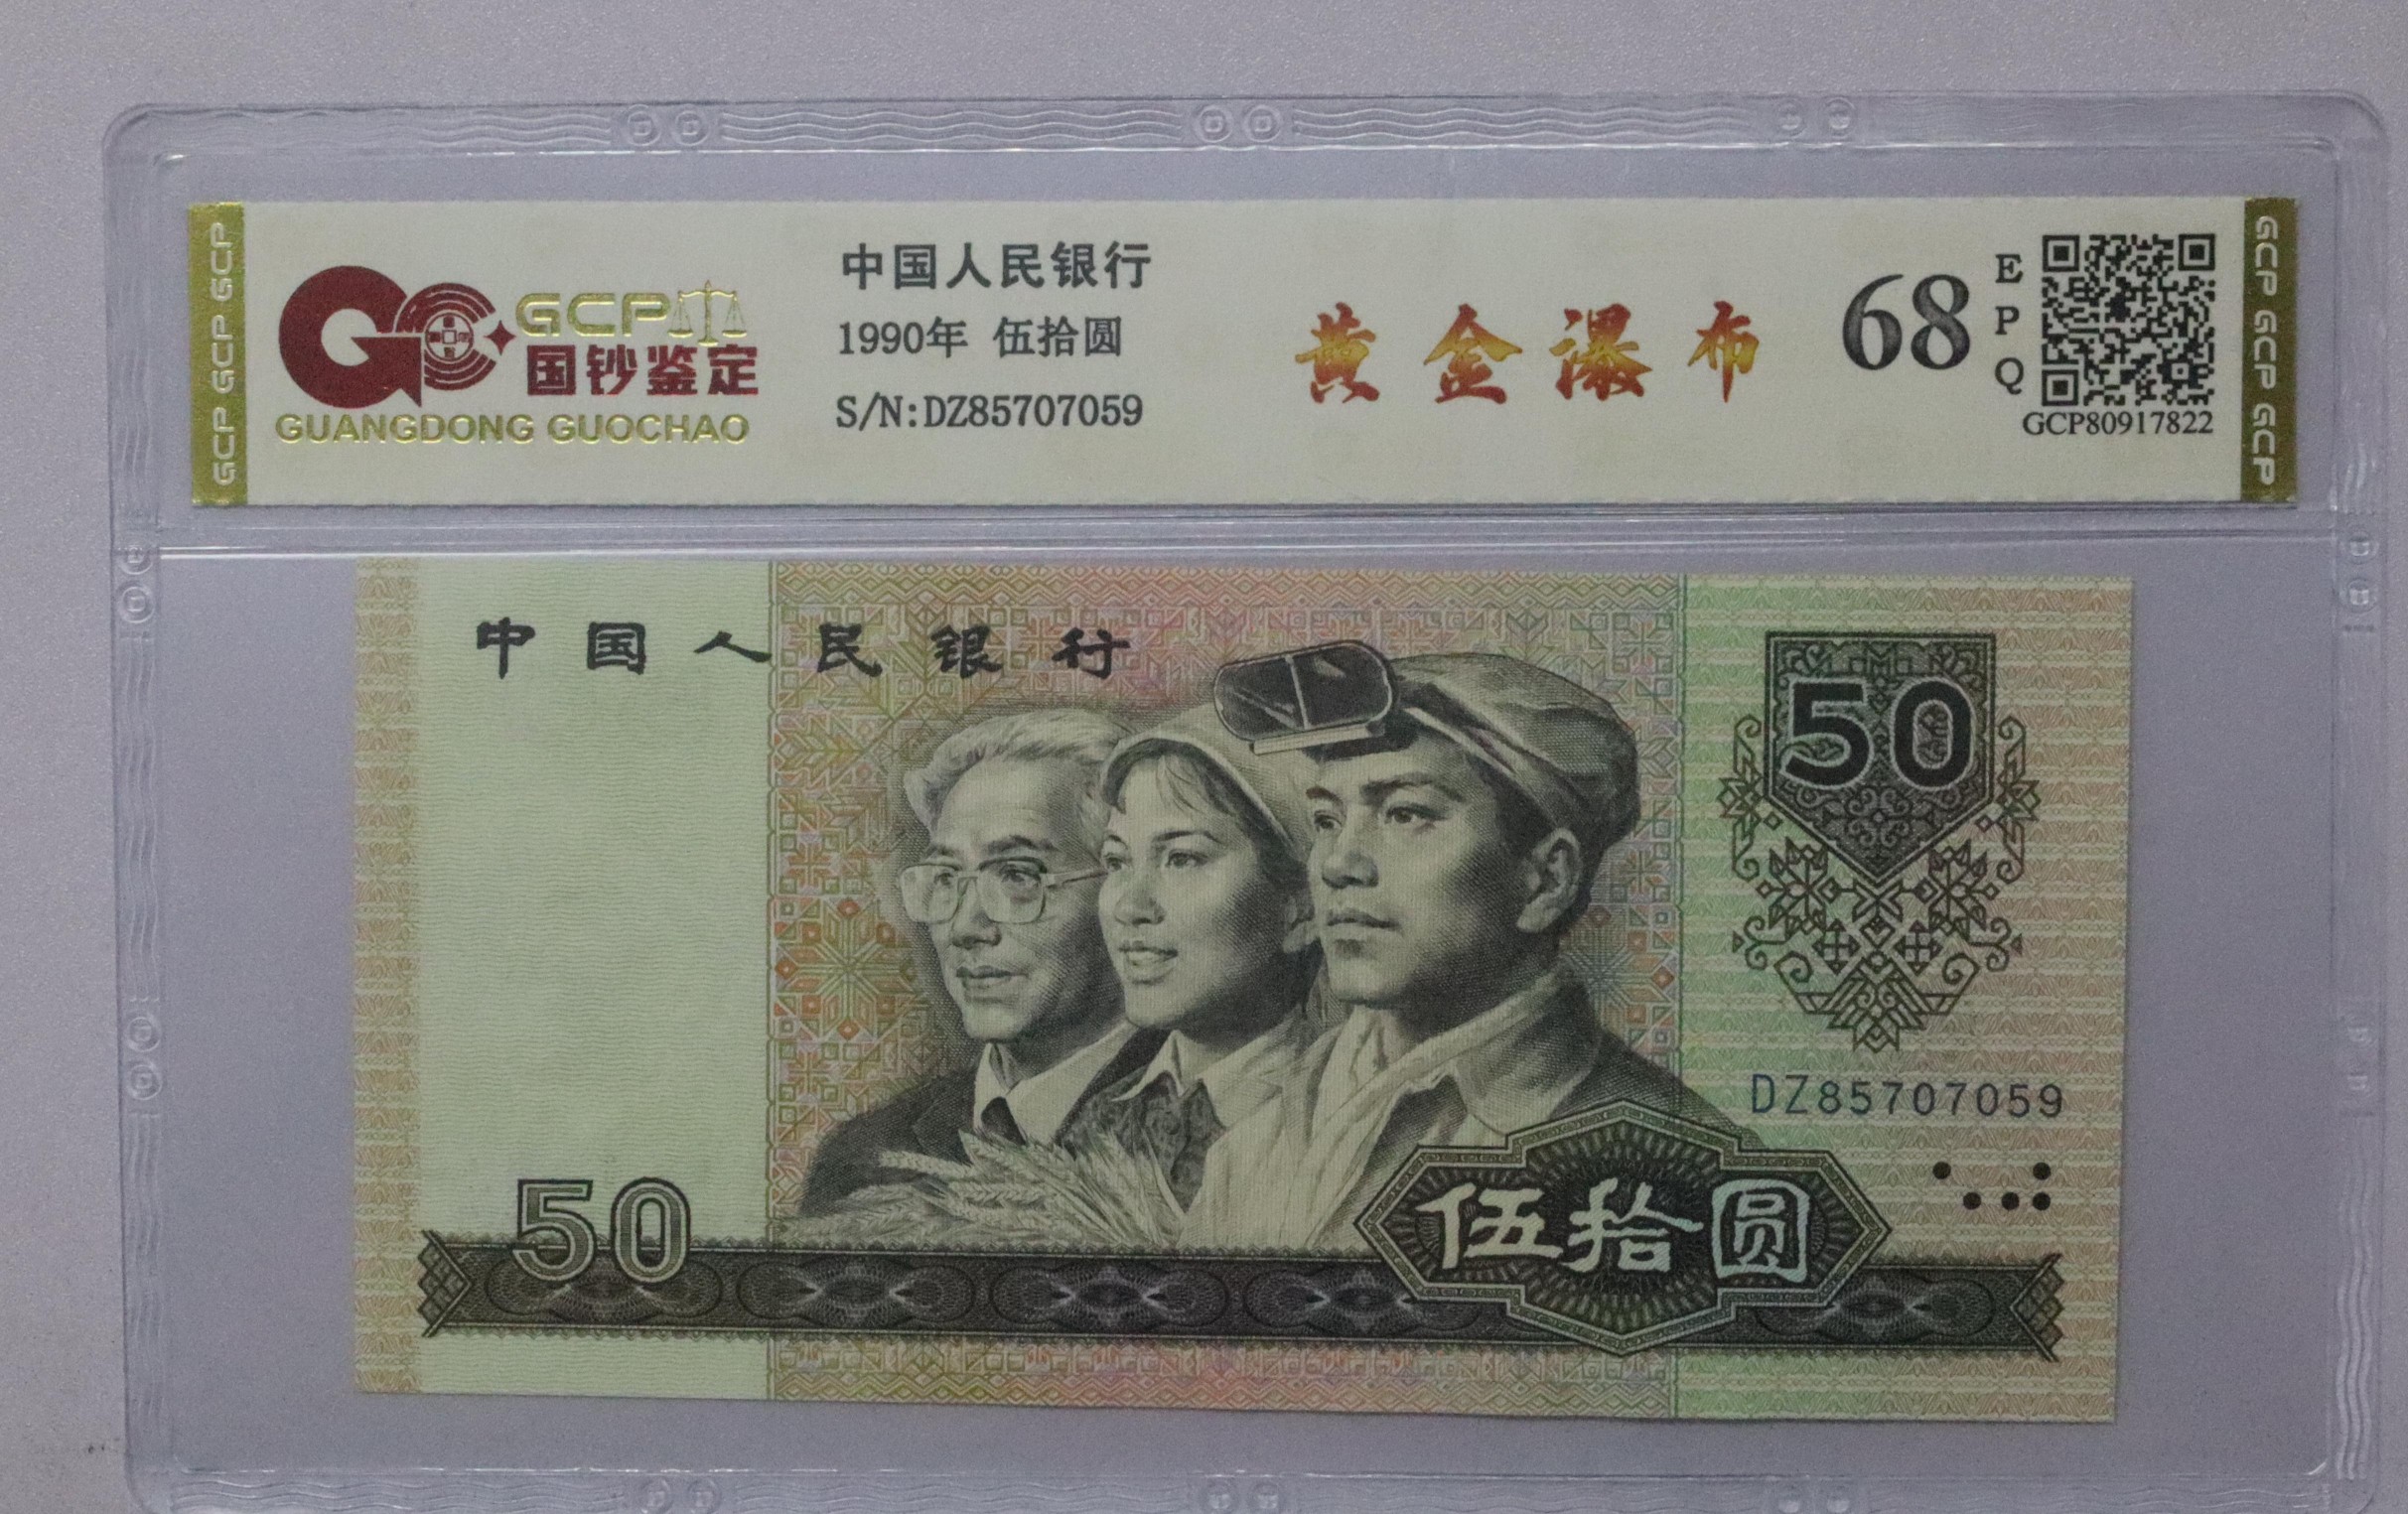 GCP GCP GCP
GCP
国钞鉴定
GUANGDONG GUOCHAO
中国人民银行
1990年 伍拾圆
S/N:DZ85707059
黄金瀑布
68
EPQ
GCP80917822
GCP GCP GCP
中国人民银行
50
DZ85707059
50
伍拾圆